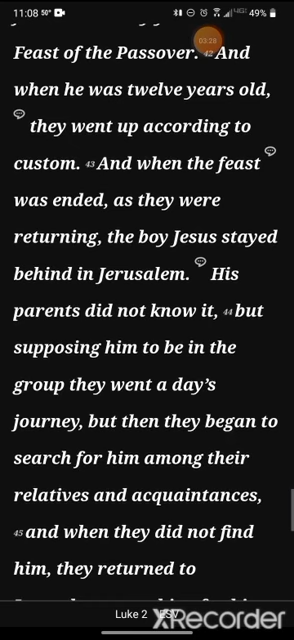 11:08 50° 4G 49%
03:28
Feast of the Passover. 42 And
when he was twelve years old,
they went up according to
custom. 43 And when the feast
was ended, as they were
returning, the boy Jesus stayed
behind in Jerusalem. His
parents did not know it, 44 but
supposing him to be in the
group they went a day's
journey, but then they began to
search for him among their
relatives and acquaintances,
45 and when they did not find
him, they returned to
Luke 2 ESV
XRecorder